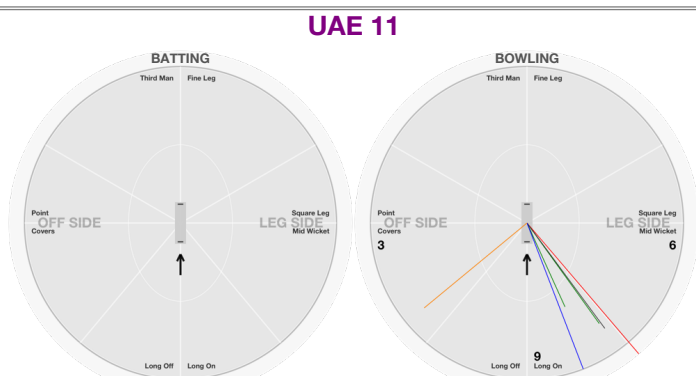 UAE 11
BATTING
Third Man Fine Leg
Point
OFF SIDE
Covers
Square Leg
LEG SIDE
Mid Wicket
Long Off Long On
BOWLING
Third Man Fine Leg
Point
OFF SIDE
Covers
3
Square Leg
LEG SIDE
Mid Wicket
6
9
Long Off Long On